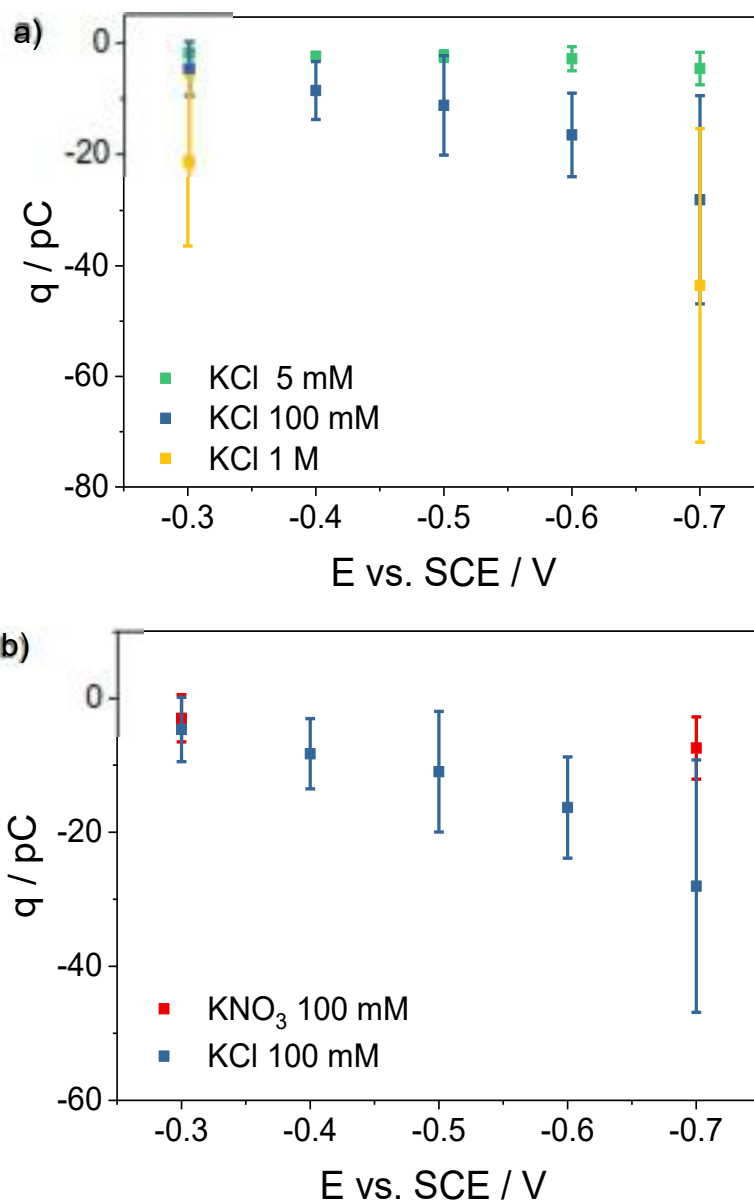 a)
0
-20
-40
-60
-80
q / pC
KCl 5 mM
KCl 100 mM
KCl 1 M
-0.3 -0.4 -0.5 -0.6 -0.7
E vs. SCE / V
b)
0
-20
-40
-60
q / pC
KNO₃ 100 mM
KCl 100 mM
-0.3 -0.4 -0.5 -0.6 -0.7
E vs. SCE / V